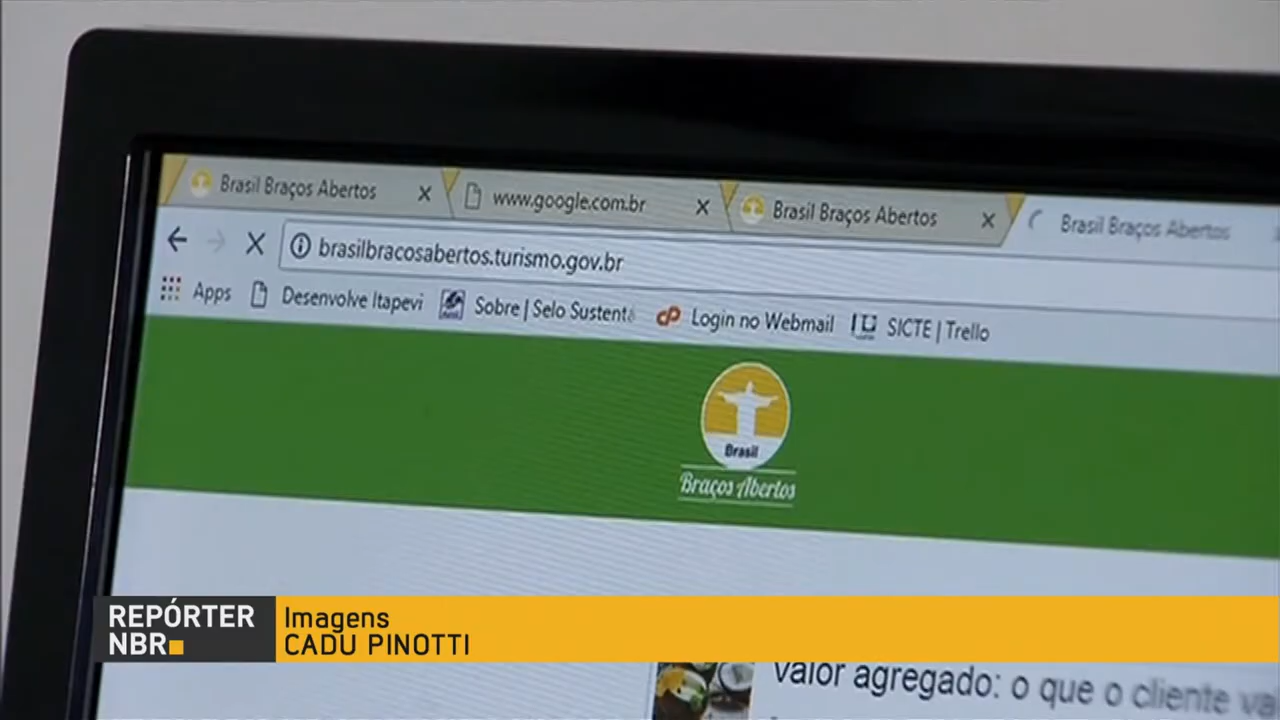 Brasil Braços Abertos
www.google.com.br
Brasil Braços Abertos
Brasil Braços Abertos
brasilbracosabertos.turismo.gov.br
Apps
Desenvolve Itapevi
Sobre | Selo Sustenta
Login no Webmail
SICTE | Trello
Brasil
Braços Abertos
REPÓRTER
NBR
Imagens
CADU PINOTTI
valor agregado: o que o cliente va